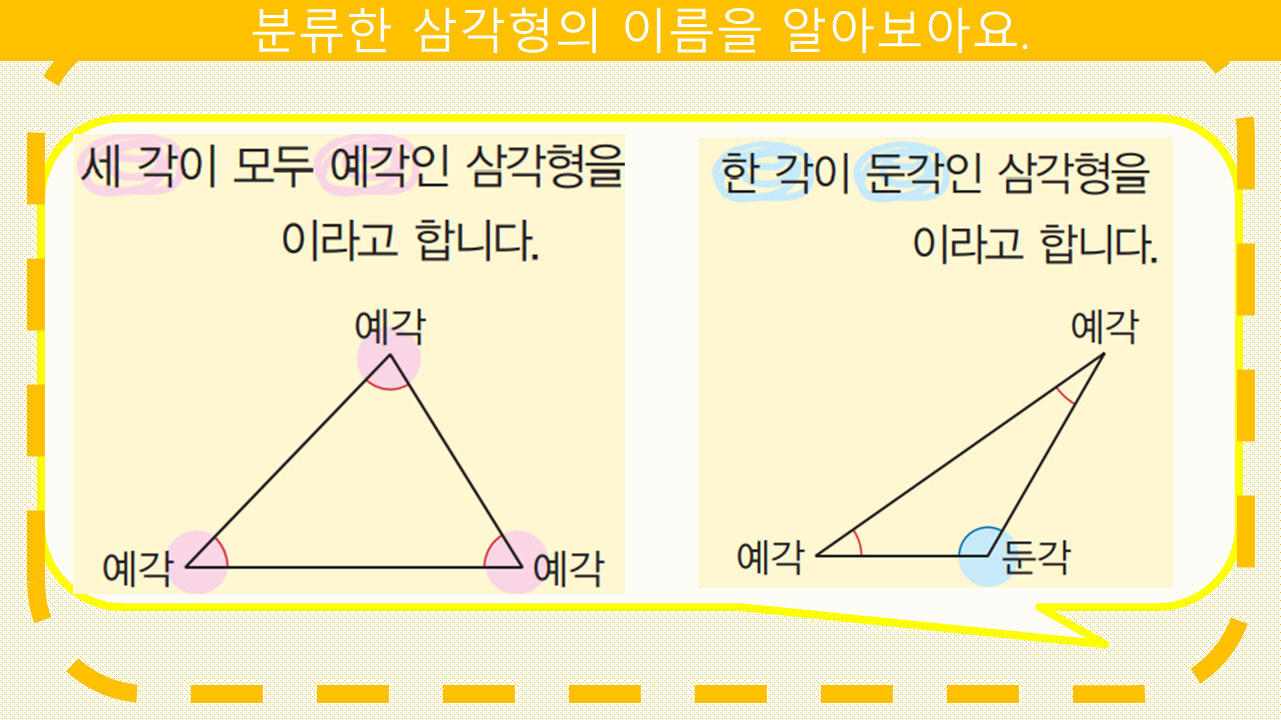 분류한 삼각형의 이름을 알아보아요.
세 각이 모두 예각인 삼각형을
이라고 합니다.
예각
예각
예각
한 각이 둔각인 삼각형을
이라고 합니다.
예각
예각
둔각